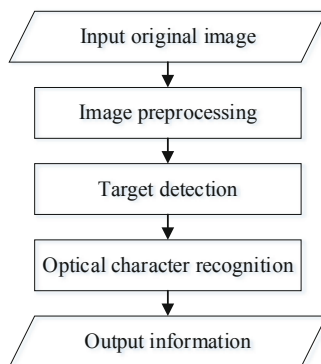 Input original image
Image preprocessing
Target detection
Optical character recognition
Output information